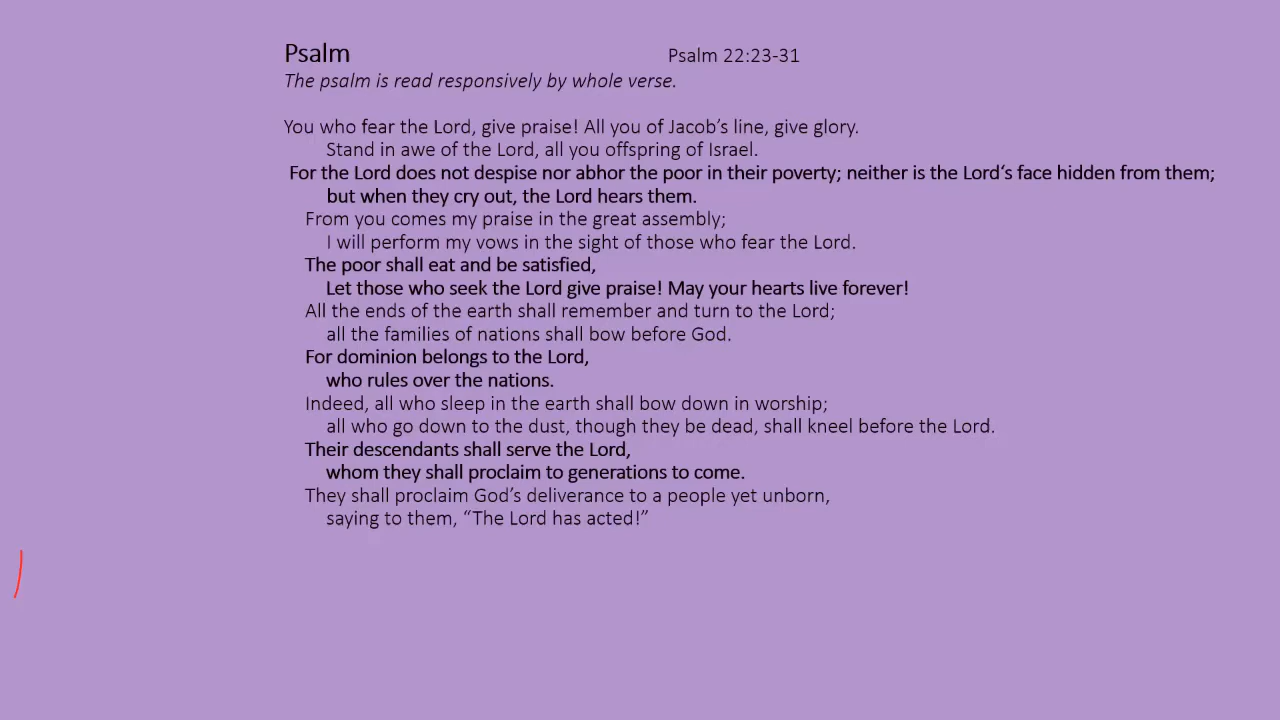 Psalm Psalm 22:23-31
The psalm is read responsively by whole verse.
You who fear the Lord, give praise! All you of Jacob’s line, give glory.
Stand in awe of the Lord, all you offspring of Israel.
For the Lord does not despise nor abhor the poor in their poverty; neither is the Lord‘s face hidden from them;
but when they cry out, the Lord hears them.
From you comes my praise in the great assembly;
I will perform my vows in the sight of those who fear the Lord.
The poor shall eat and be satisfied,
Let those who seek the Lord give praise! May your hearts live forever!
All the ends of the earth shall remember and turn to the Lord;
all the families of nations shall bow before God.
For dominion belongs to the Lord,
who rules over the nations.
Indeed, all who sleep in the earth shall bow down in worship;
all who go down to the dust, though they be dead, shall kneel before the Lord.
Their descendants shall serve the Lord,
whom they shall proclaim to generations to come.
They shall proclaim God’s deliverance to a people yet unborn,
saying to them, “The Lord has acted!”